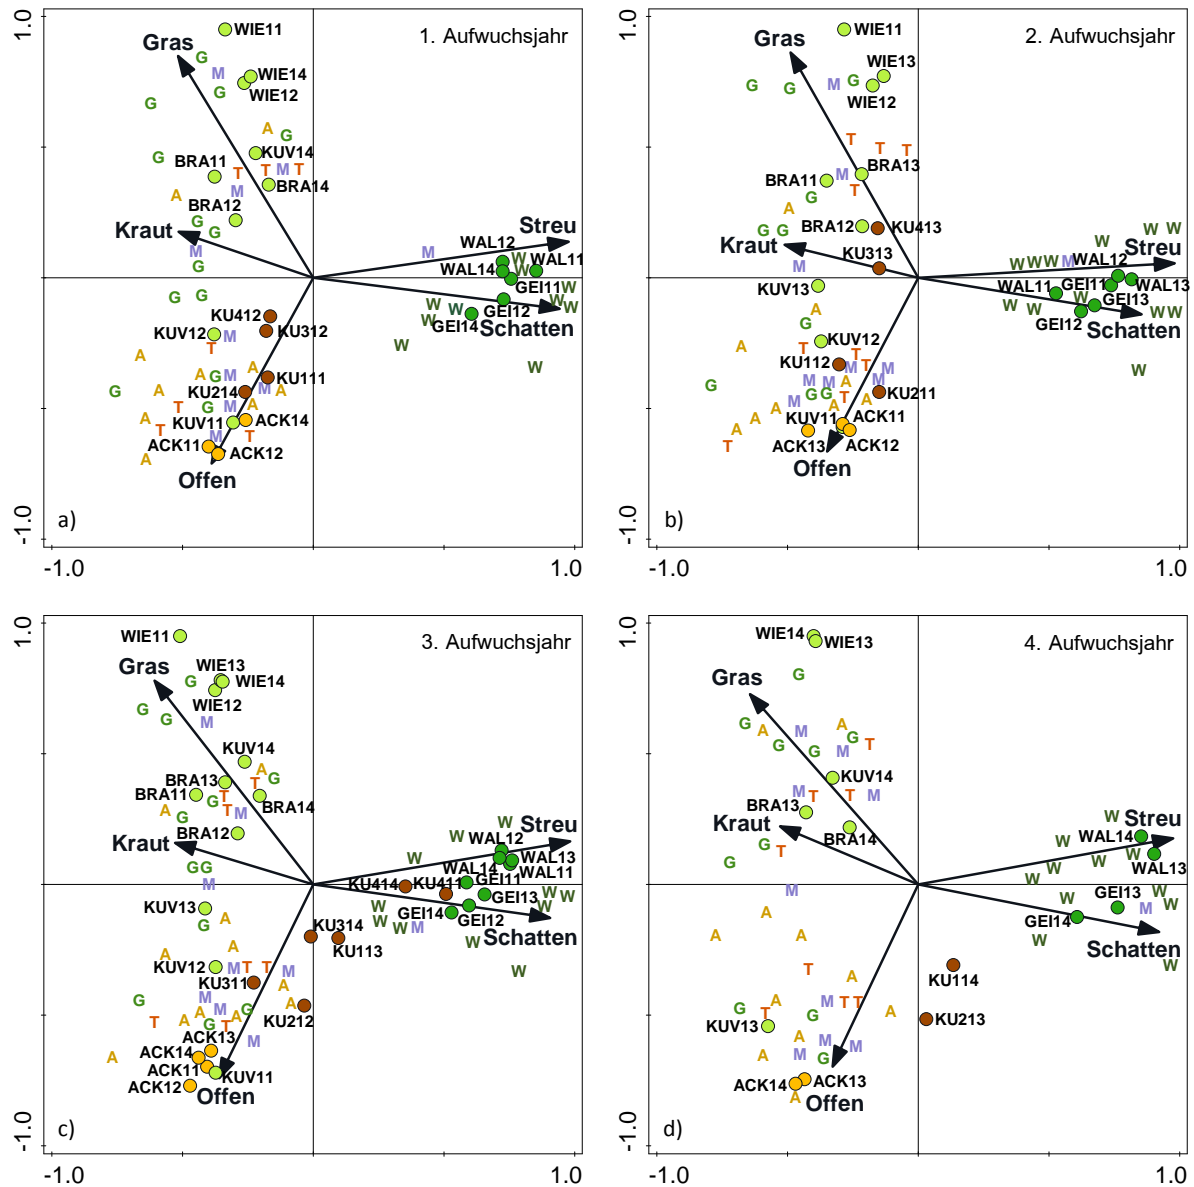 1.0
1. Aufwuchsjahr
WIE11
Gras
G
M
WIE14
G
WIE12
G
A
G
KUV14
G
BRA11
T
T
M
T
BRA14
M
A
BRA12
G
G
Kraut
M
G
Streu
WAL12
M
W
WAL11
WAL14
W
GEI11
W
G
G
W
W
W
W
GEI12
W
GEI14
Schatten
W
W
W
KU412
KUV12
M
KU312
T
A
A
G
M
A
KU111
G
A
KU214
M
A
T
G
M
A
A
KUV11
ACK14
T
M
T
ACK11
A
ACK12
Offen
a)
-1.0
-1.0
1.0
1.0
2. Aufwuchsjahr
WIE11
Gras
WIE13
G
G
M
G
WIE12
T
T
T
BRA13
BRA11
M
T
G
A
BRA12
KU413
G
G
Kraut
KU313
M
KUV13
W
W
W
Streu
W
W
W
M
WAL12
WAL11
GEI11
WAL13
W
GEI13
W
W
W
W
GEI12
Schatten
W
A
G
KUV12
A
T
T
KU112
T
M
M
M
M
M
A
G
KU211
G
G
T
M
A
A
A
A
KUV11
ACK11
A
T
ACK13
ACK12
Offen
b)
-1.0
-1.0
1.0
1.0
3. Aufwuchsjahr
WIE11
Gras
WIE13
G
WIE14
WIE12
G
G
M
KUV14
A
G
BRA13
T
BRA11
G
T
BRA14
A
G
T
M
BRA12
Kraut
G
G
M
W
Streu
W
WAL12
W
WAL13
WAL14
WAL11
KU414
KU411
GEI11
GEI13
W
W
W
W
GEI14
GEI12
W
W
M
Schatten
W
W
KUV13
G
A
KU314
KU113
A
A
KUV12
M
T
T
M
KU311
A
G
M
M
A
G
A
KU212
T
A
G
T
A
M
ACK13
ACK14
A
ACK11
KUV11
ACK12
Offen
c)
-1.0
-1.0
1.0
4. Aufwuchsjahr
WIE14
WIE13
Gras
G
G
A
M
A
G
G
G
M
T
KUV14
M
T
T
M
BRA13
BRA14
Kraut
G
T
G
M
W
Streu
W
WAL14
W
W
WAL13
W
W
GEI13
W
W
M
GEI14
W
Schatten
W
A
A
A
T
A
KU114
G
A
T
M
T
T
G
A
KU213
KUV13
A
M
M
A
M
G
ACK14
ACK13
A
Offen
d)
-1.0
1.0